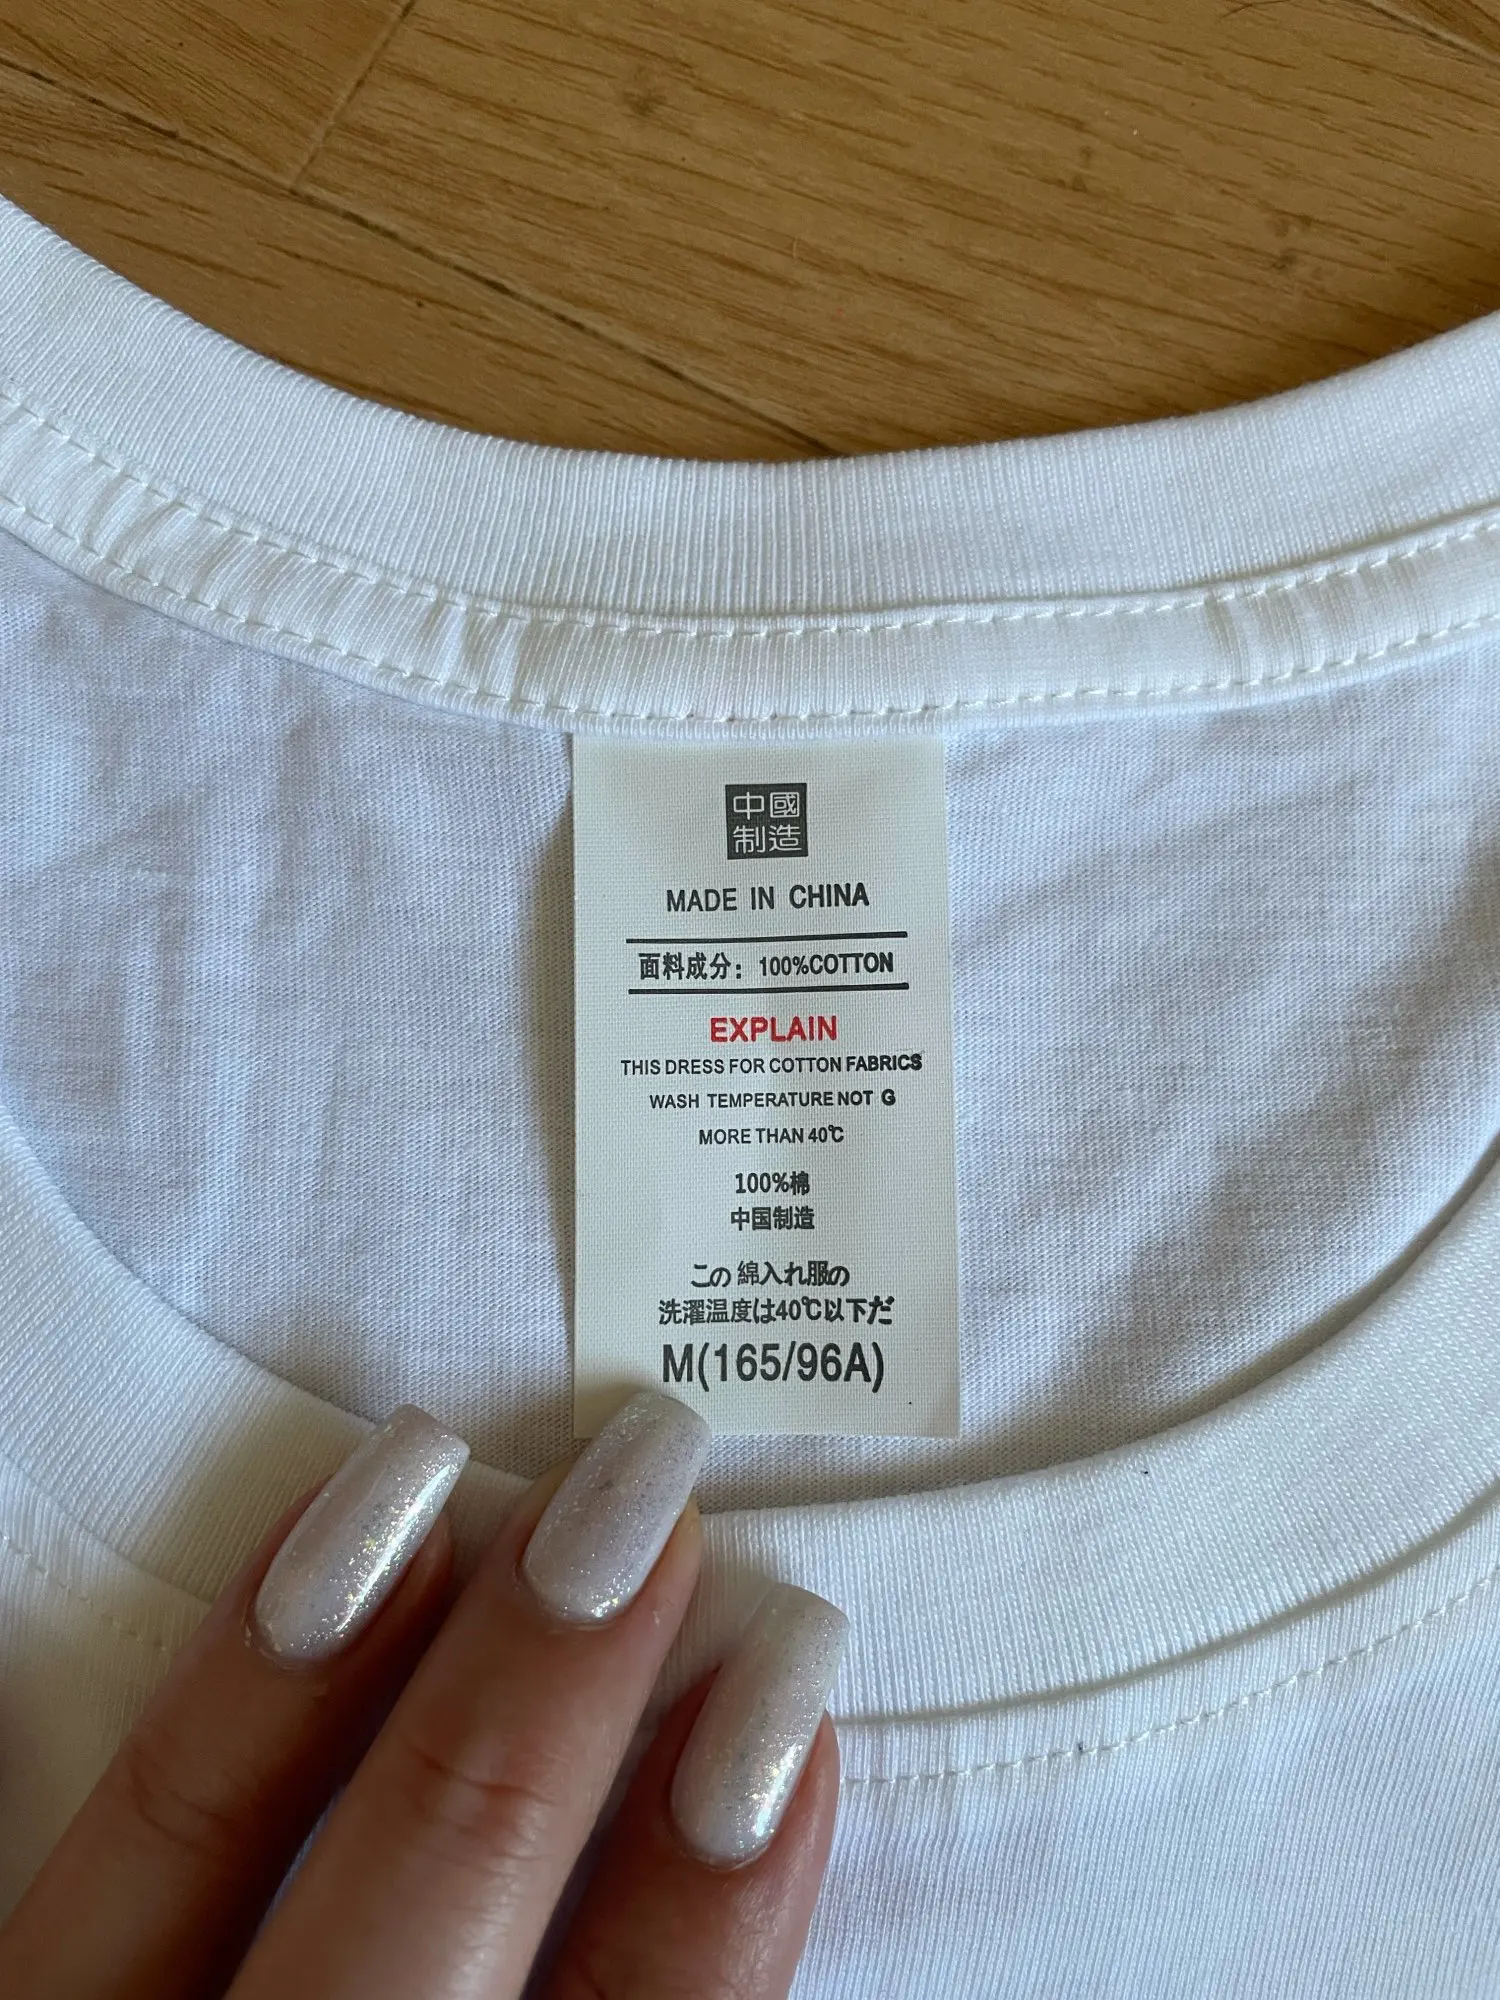 中國
制造
MADE IN CHINA
面料成分：100%COTTON
EXPLAIN
THIS DRESS FOR COTTON FABRICS
WASH TEMPERATURE NOT G
MORE THAN 40℃
100%棉
中国制造
この 綿入れ服の
洗濯温度は40℃以下だ
M(165/96A)